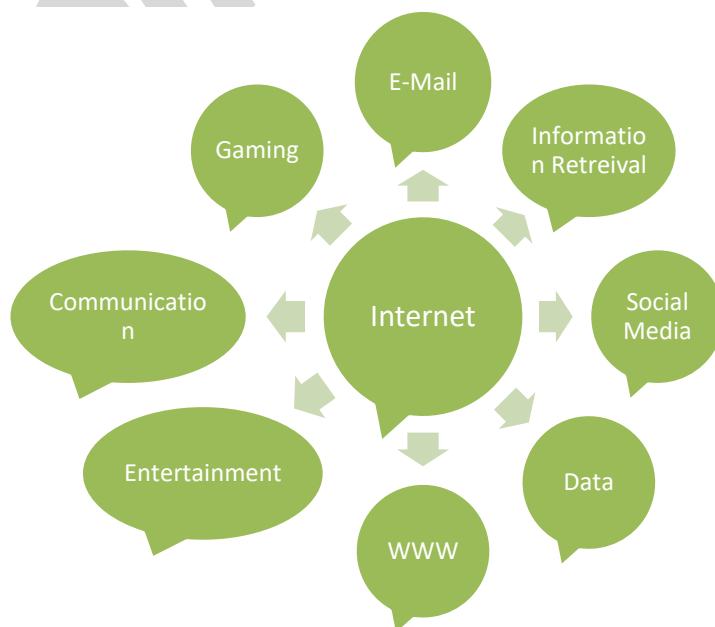 E-Mail
Gaming
Informatio
n Retreival
Communicatio
n
Internet
Social
Media
Entertainment
Data
WWW